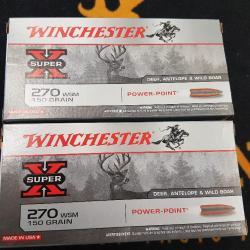 WINCHESTER
SUPER
X
DEER, ANTELOPE & WILD BOAR
270 WSM
150 GRAIN
POWER-POINT
WINCHESTER
SUPER
X
DEER, ANTELOPE & WILD BOAR
270 WSM
150 GRAIN
POWER-POINT
MADE IN USA